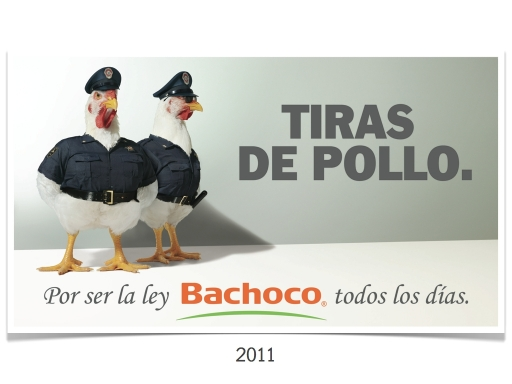 TIRAS
DE POLLO.
Por ser la ley Bachoco® todos los días.
2011